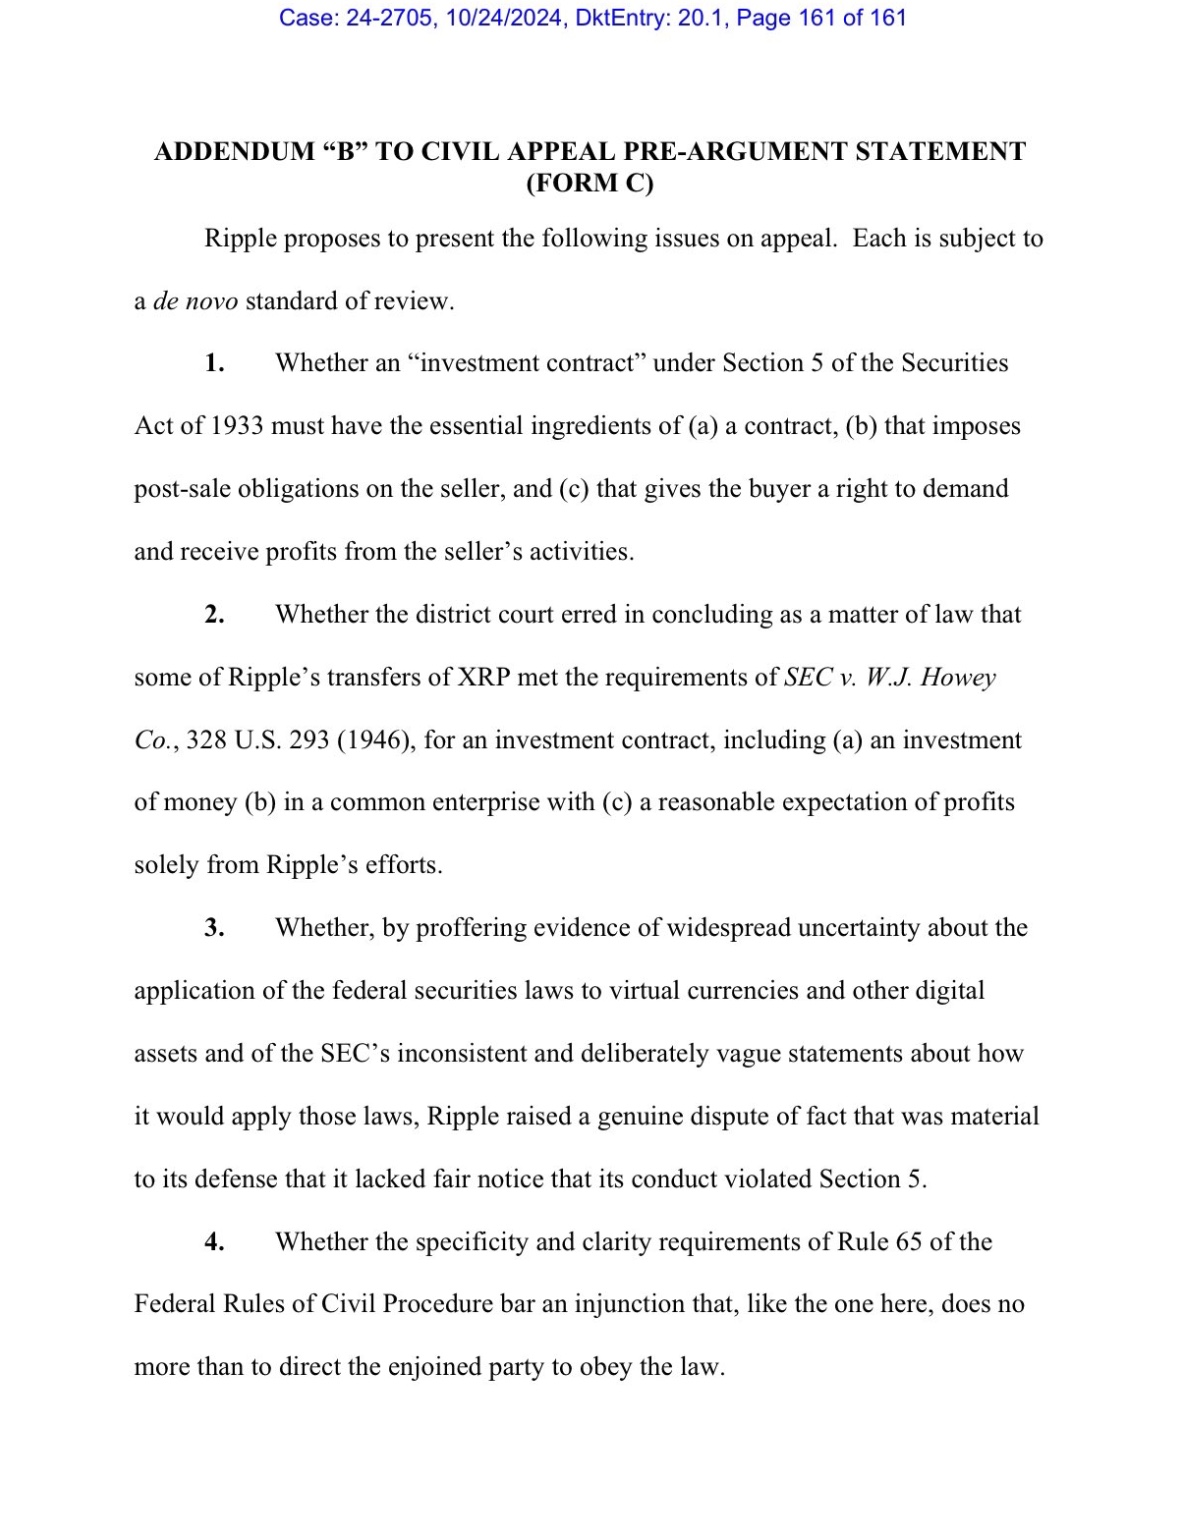 Case: 24-2705, 10/24/2024, DktEntry: 20.1, Page 161 of 161
ADDENDUM “B” TO CIVIL APPEAL PRE-ARGUMENT STATEMENT
(FORM C)
Ripple proposes to present the following issues on appeal.  Each is subject to
a de novo standard of review.
1. Whether an “investment contract” under Section 5 of the Securities
Act of 1933 must have the essential ingredients of (a) a contract, (b) that imposes
post-sale obligations on the seller, and (c) that gives the buyer a right to demand
and receive profits from the seller’s activities.
2. Whether the district court erred in concluding as a matter of law that
some of Ripple’s transfers of XRP met the requirements of SEC v. W.J. Howey
Co., 328 U.S. 293 (1946), for an investment contract, including (a) an investment
of money (b) in a common enterprise with (c) a reasonable expectation of profits
solely from Ripple’s efforts.
3. Whether, by proffering evidence of widespread uncertainty about the
application of the federal securities laws to virtual currencies and other digital
assets and of the SEC’s inconsistent and deliberately vague statements about how
it would apply those laws, Ripple raised a genuine dispute of fact that was material
to its defense that it lacked fair notice that its conduct violated Section 5.
4. Whether the specificity and clarity requirements of Rule 65 of the
Federal Rules of Civil Procedure bar an injunction that, like the one here, does no
more than to direct the enjoined party to obey the law.